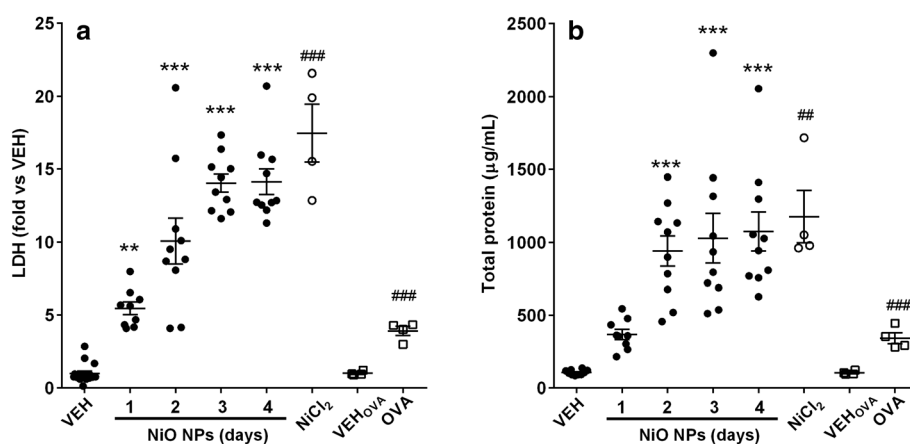 a
LDH (fold vs VEH)
25
20
15
10
5
0
**
***
***
***
###
###
VEH
1
2
3
4
NiCl₂
VEH_OVA
OVA
NiO NPs (days)
b
Total protein (µg/mL)
2500
2000
1500
1000
500
0
***
***
***
##
###
VEH
1
2
3
4
NiCl₂
VEH_OVA
OVA
NiO NPs (days)